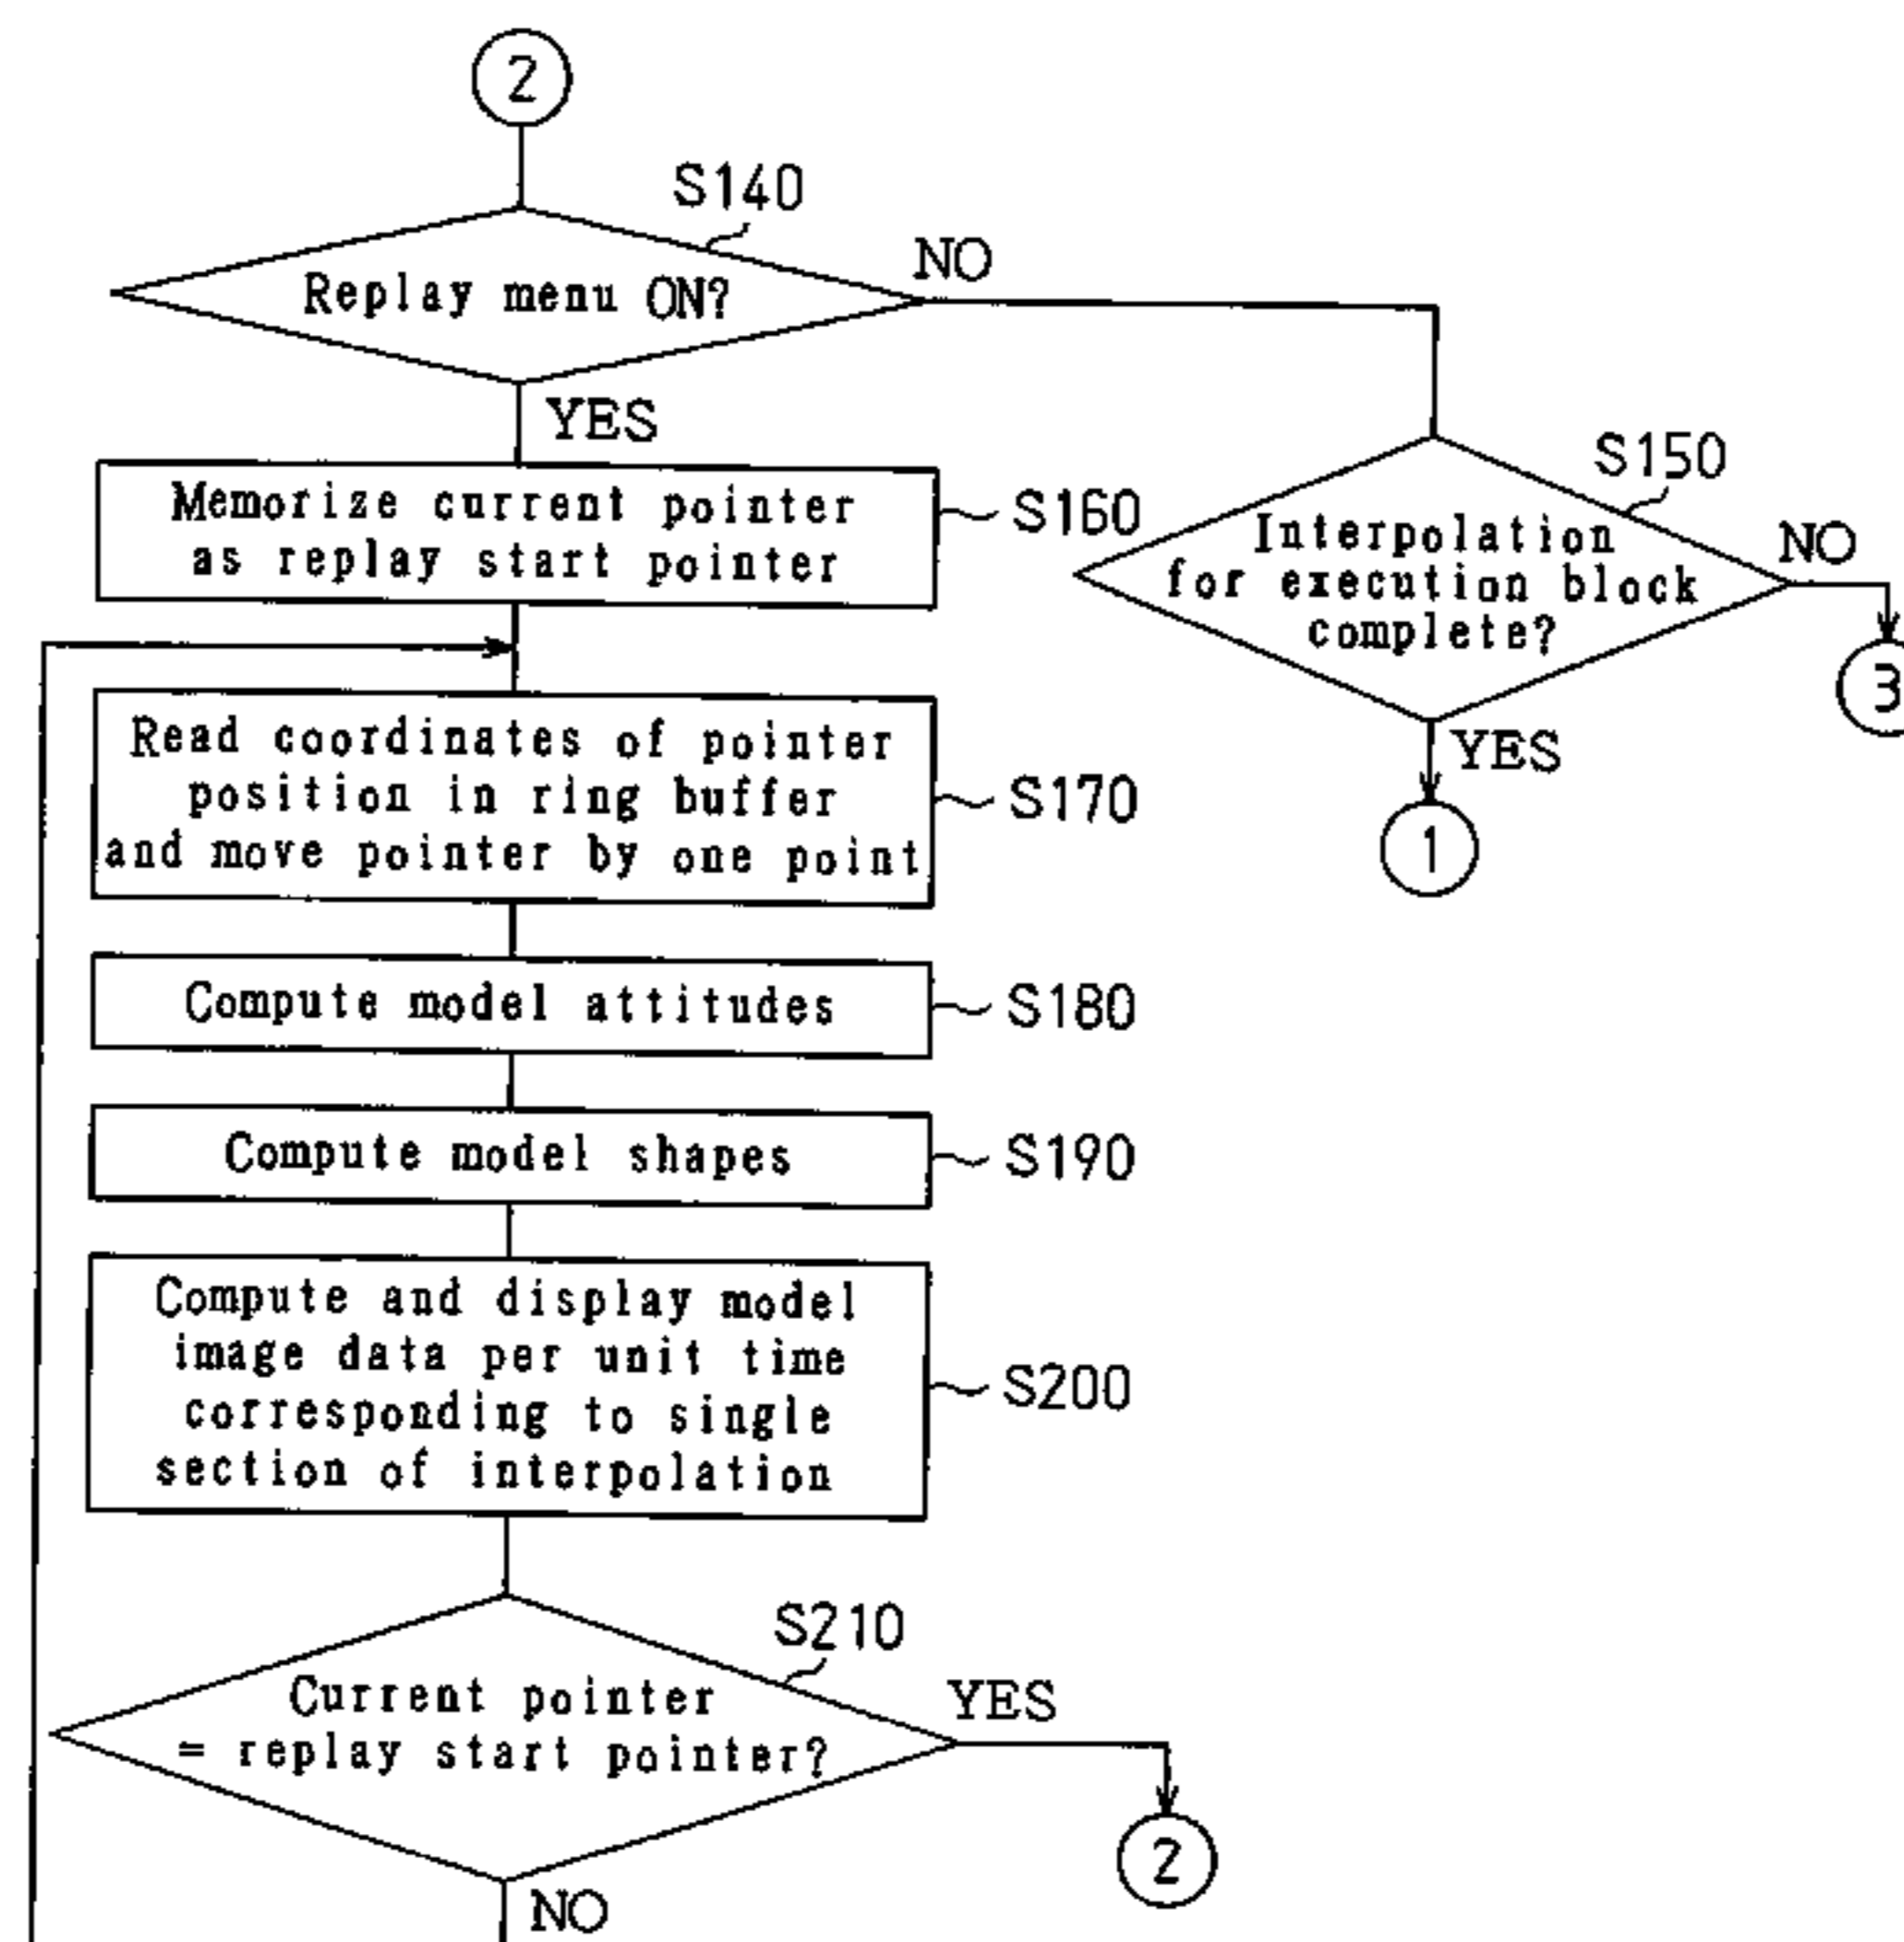 2
S140
Replay menu ON?
NO
YES
Memorize current pointer
as replay start pointer
S160
S150
Interpolation
for execution block
complete?
NO
3
YES
1
Read coordinates of pointer
position in ring buffer
and move pointer by one point
S170
Compute model attitudes
S180
Compute model shapes
S190
Compute and display model
image data per unit time
corresponding to single
section of interpolation
S200
S210
Current pointer
= replay start pointer?
YES
2
NO